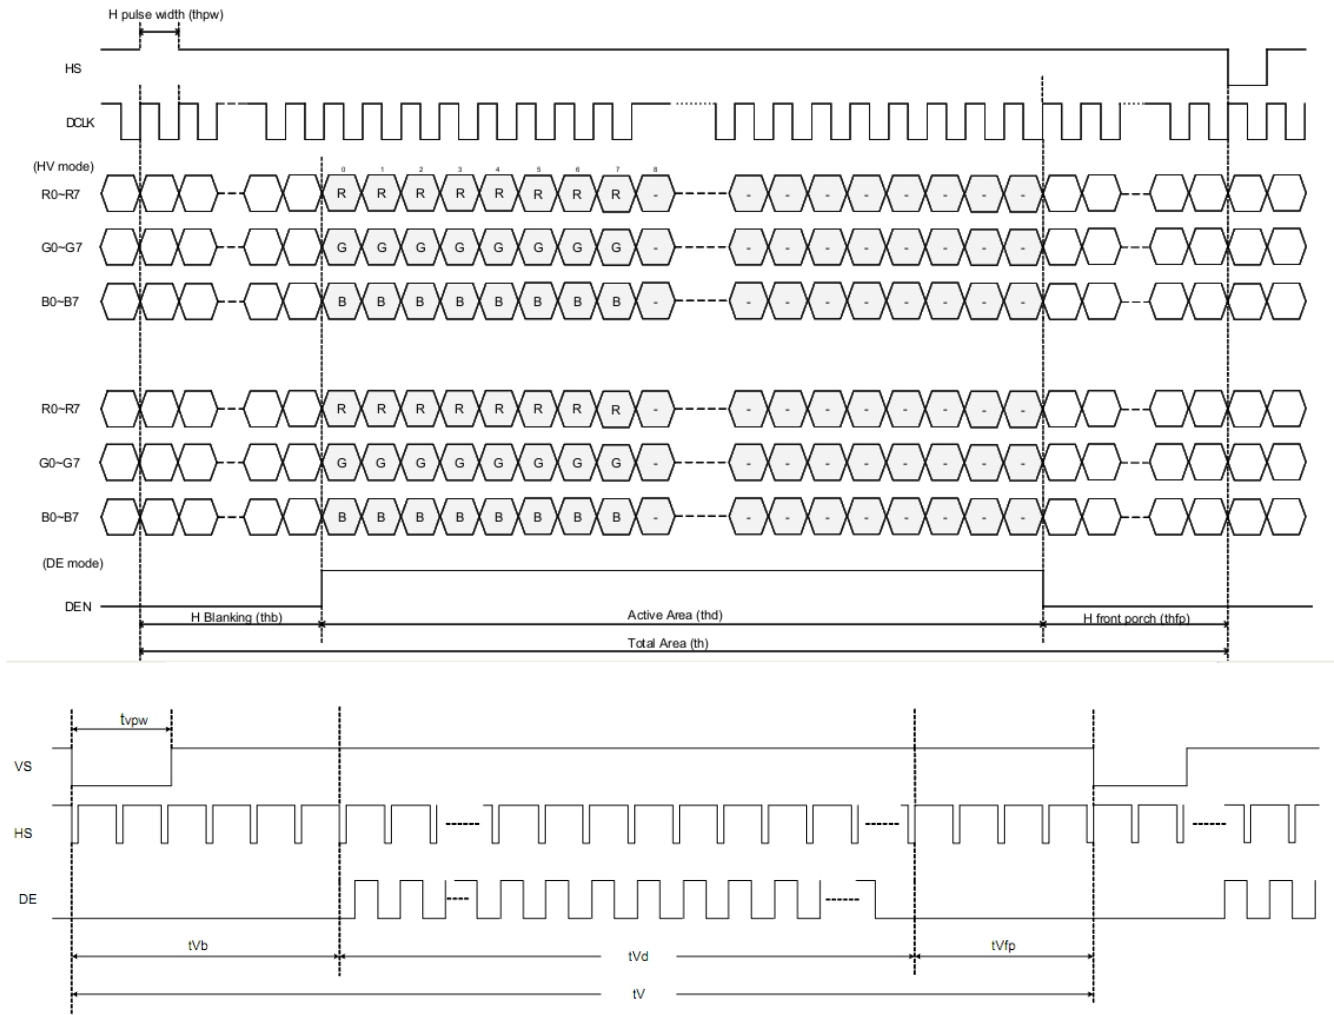 H pulse width (thpw)
HS
DCLK
(HV mode)
0 1 2 3 4 5 6 7 8
R0~R7 R R R R R R R R - - - - - - - - -
G0~G7 G G G G G G G G - - - - - - - - -
B0~B7 B B B B B B B B - - - - - - - - -
R0~R7 R R R R R R R R - - - - - - - - -
G0~G7 G G G G G G G G - - - - - - - - -
B0~B7 B B B B B B B B - - - - - - - - -
(DE mode)
DEN
H Blanking (thb) Active Area (thd) H front porch (thfp)
Total Area (th)
tvpw
VS
HS
DE
tVb tVd tVfp
tV